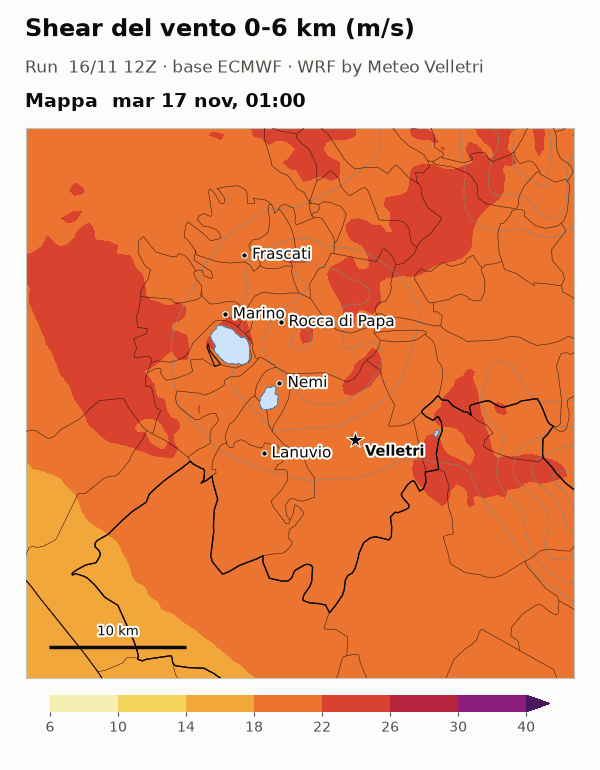 Shear del vento 0-6 km (m/s)
Run  16/11 12Z · base ECMWF · WRF by Meteo Velletri
Mappa  mar 17 nov, 01:00
Frascati
Marino
Rocca di Papa
Nemi
Velletri
Lanuvio
10 km
6 10 14 18 22 26 30 40